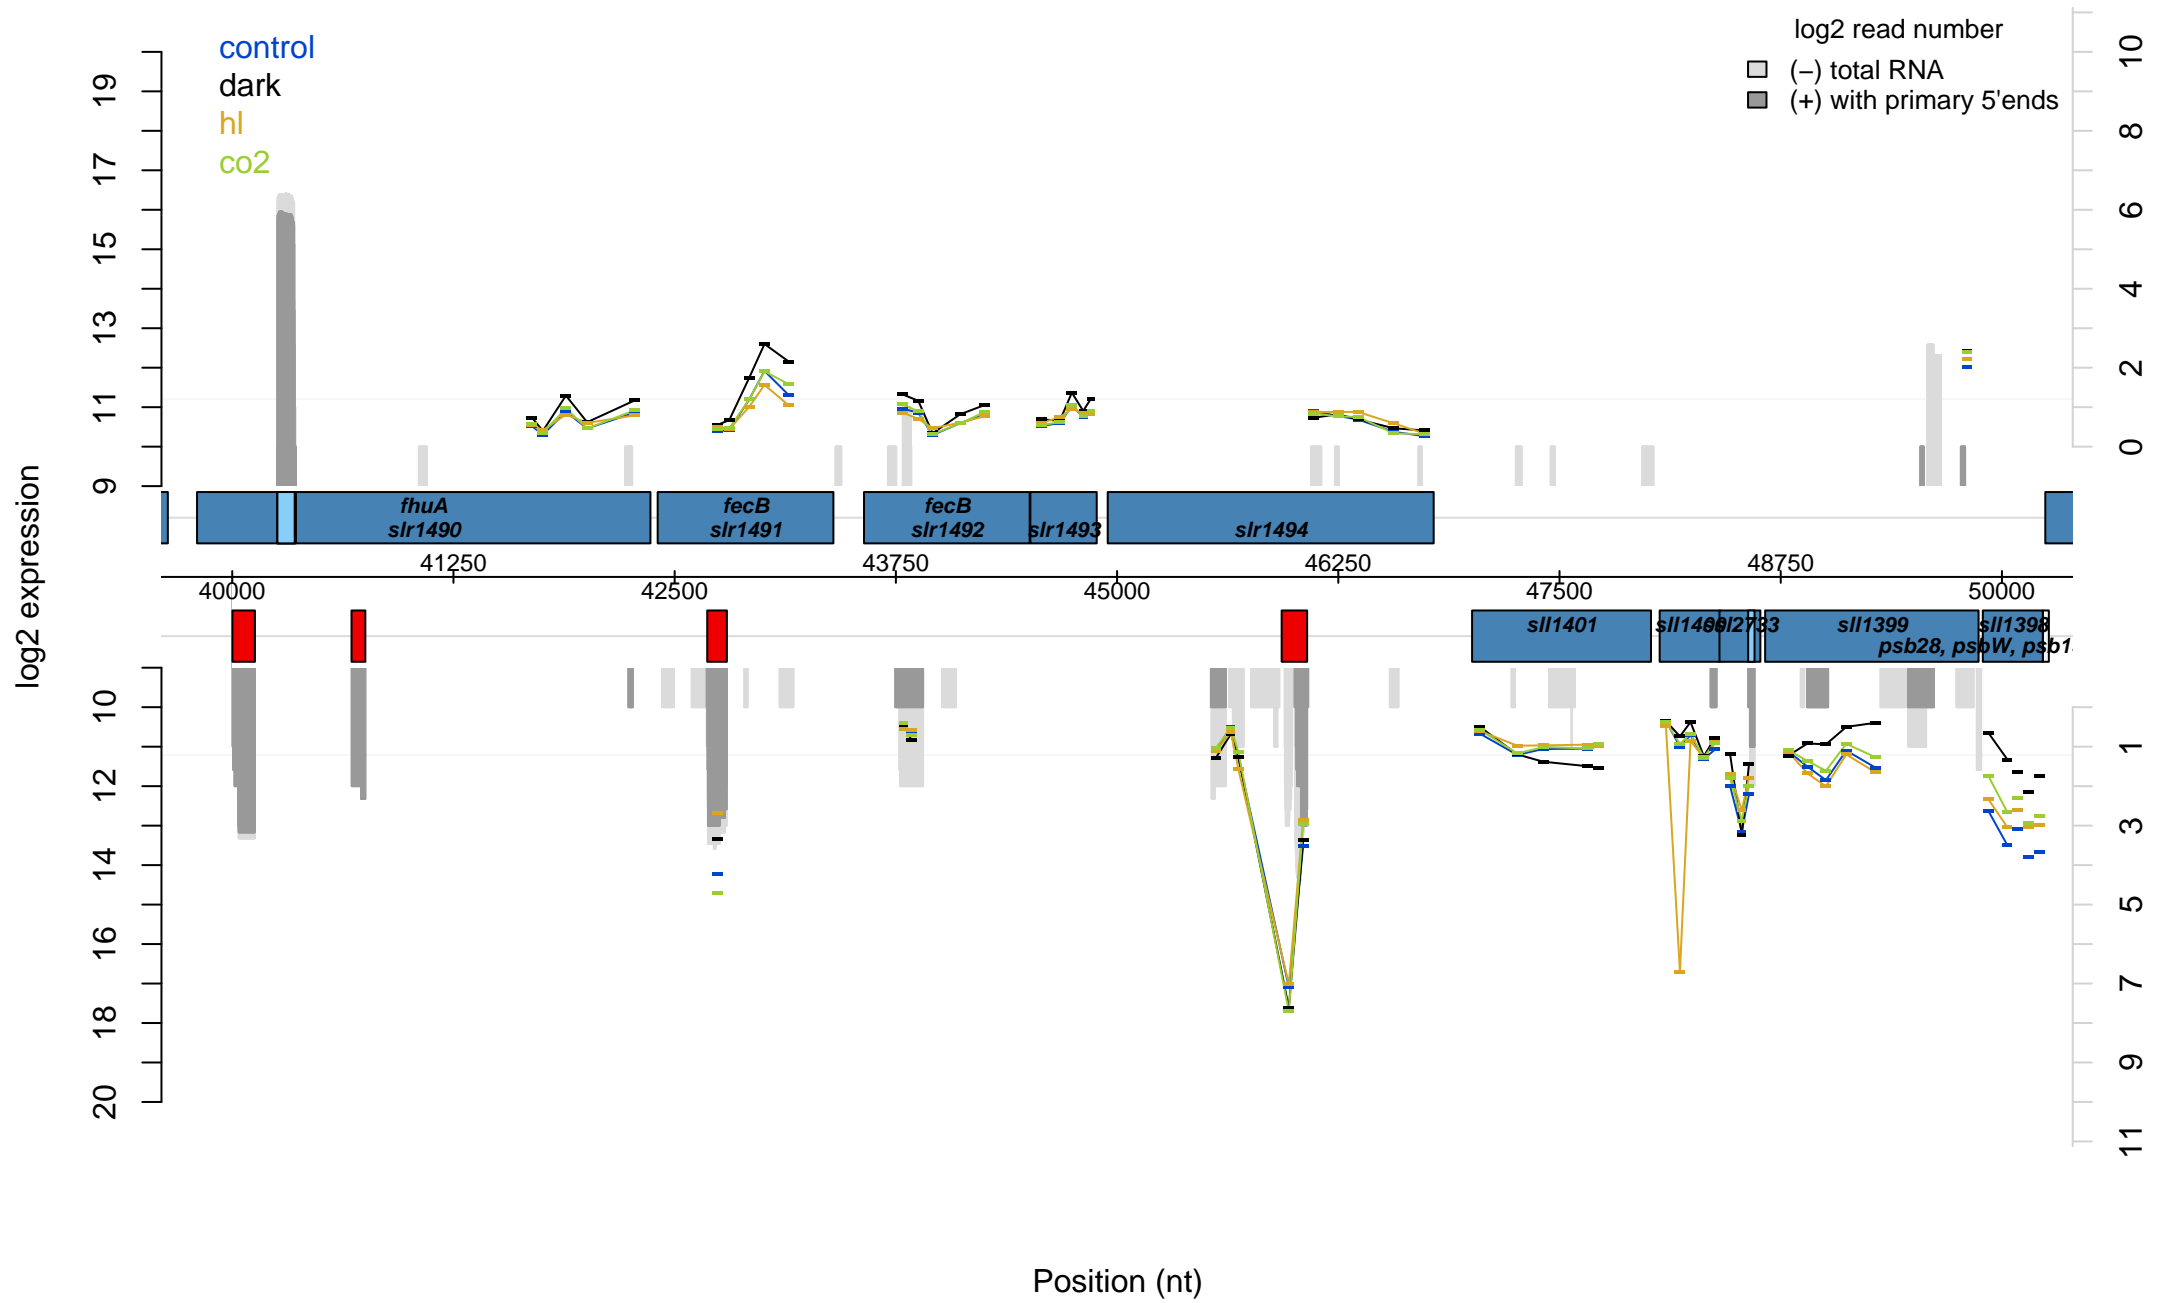 control
dark
hl
co2
log2 read number
(−) total RNA
(+) with primary 5'ends
19
17
15
13
11
9
10
8
6
4
2
0
log2 expression
fhuA
slr1490
fecB
slr1491
fecB
slr1492
slr1493
slr1494
41250
43750
46250
48750
40000
42500
45000
47500
50000
sll1401
sll1400
ssl2733
sll1399
sll1398
psb28, psbW, psb1
10
12
14
16
18
20
1
3
5
7
9
11
Position (nt)